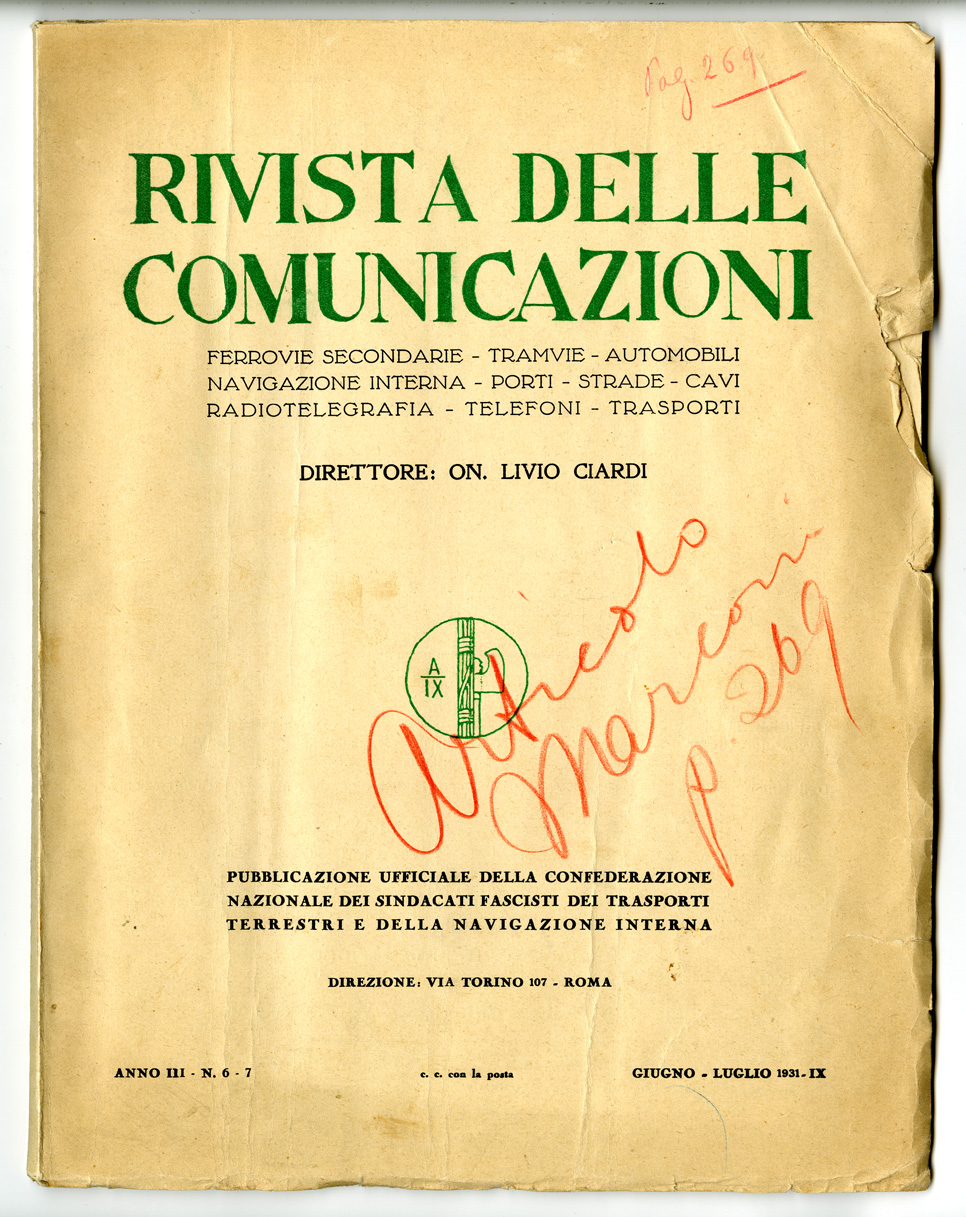 Pag. 269
RIVISTA DELLE
COMUNICAZIONI
FERROVIE SECONDARIE - TRAMVIE - AUTOMOBILI
NAVIGAZIONE INTERNA - PORTI - STRADE - CAVI
RADIOTELEGRAFIA - TELEFONI - TRASPORTI
DIRETTORE: ON. LIVIO CIARDI
A
IX
Articolo
Marconi
p. 269
PUBBLICAZIONE UFFICIALE DELLA CONFEDERAZIONE
NAZIONALE DEI SINDACATI FASCISTI DEI TRASPORTI
TERRESTRI E DELLA NAVIGAZIONE INTERNA
DIREZIONE: VIA TORINO 107 - ROMA
ANNO III - N. 6 - 7
c. c. con la posta
GIUGNO - LUGLIO 1931-IX